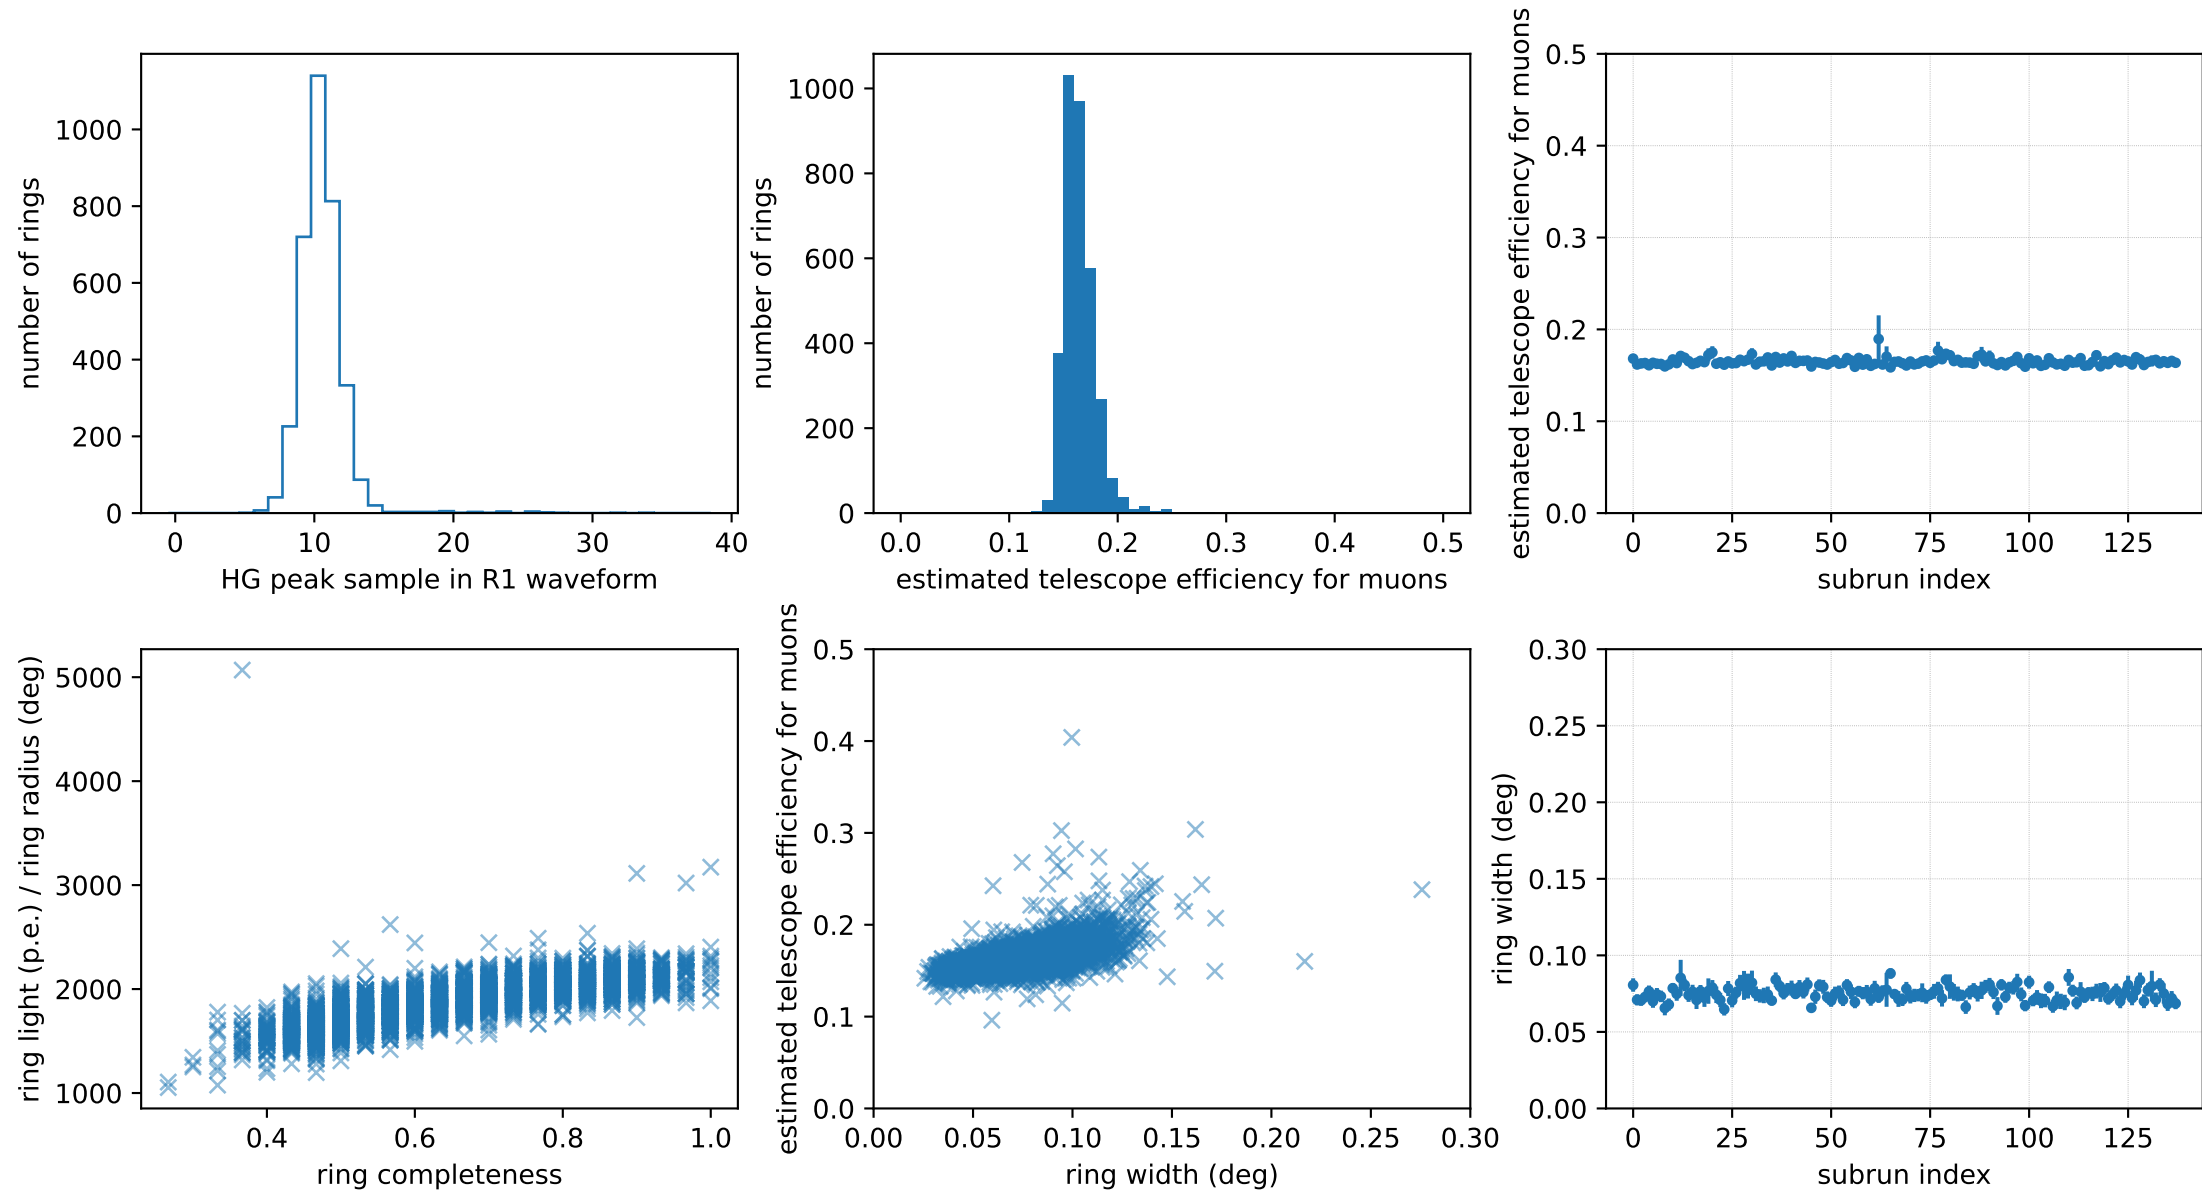 number of rings
1000
800
600
400
200
0
0 10 20 30 40
HG peak sample in R1 waveform
number of rings
1000
800
600
400
200
0
0.0 0.1 0.2 0.3 0.4 0.5
estimated telescope efficiency for muons
estimated telescope efficiency for muons
0.5
0.4
0.3
0.2
0.1
0.0
0 25 50 75 100 125
subrun index
ring light (p.e.) / ring radius (deg)
5000
4000
3000
2000
1000
0.4 0.6 0.8 1.0
ring completeness
estimated telescope efficiency for muons
0.5
0.4
0.3
0.2
0.1
0.0
0.00 0.05 0.10 0.15 0.20 0.25 0.30
ring width (deg)
ring width (deg)
0.30
0.25
0.20
0.15
0.10
0.05
0.00
0 25 50 75 100 125
subrun index